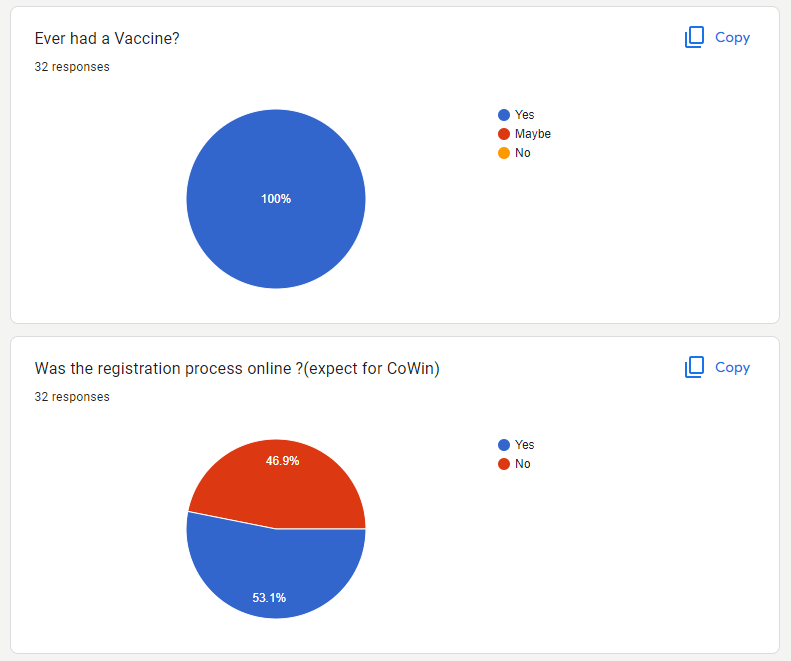 Ever had a Vaccine?
Copy
32 responses
Yes
Maybe
No
100%
Was the registration process online ?(expect for CoWin)
Copy
32 responses
Yes
No
46.9%
53.1%